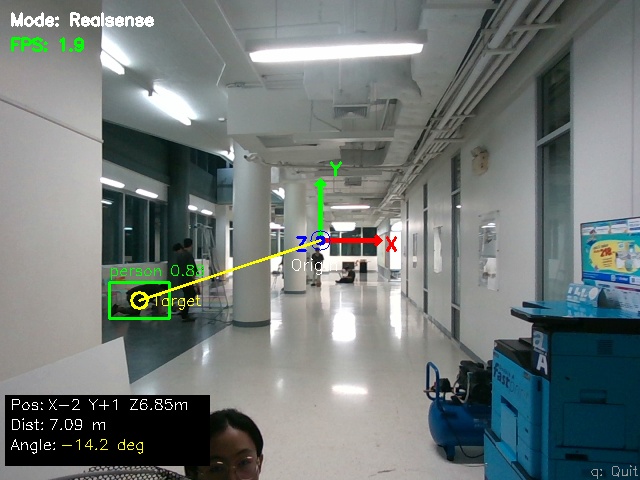 Mode: Realsense
FPS: 1.9
Y
Z
X
Orig
person 0.83
Target
Pos: X-2 Y+1 Z6.85m
Dist: 7.09 m
Angle: -14.2 deg
q: Quit